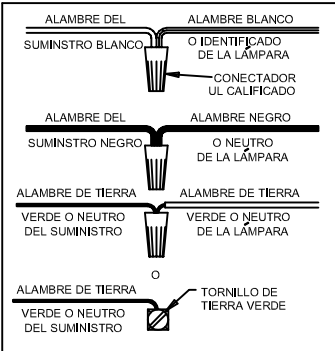 ALAMBRE DEL
SUMINSTRO BLANCO
ALAMBRE BLANCO
O IDENTIFICADO
DE LA LÁMPARA
CONECTADOR
UL CALIFICADO
ALAMBRE DEL
SUMINSTRO NEGRO
ALAMBRE NEGRO
O NEUTRO
DE LA LÁMPARA
ALAMBRE DE TIERRA
VERDE O NEUTRO
DEL SUMINISTRO
ALAMBRE DE TIERRA
VERDE O NEUTRO
DE LA LÁMPARA
O
ALAMBRE DE TIERRA
VERDE O NEUTRO
DEL SUMINISTRO
TORNILLO DE
TIERRA VERDE